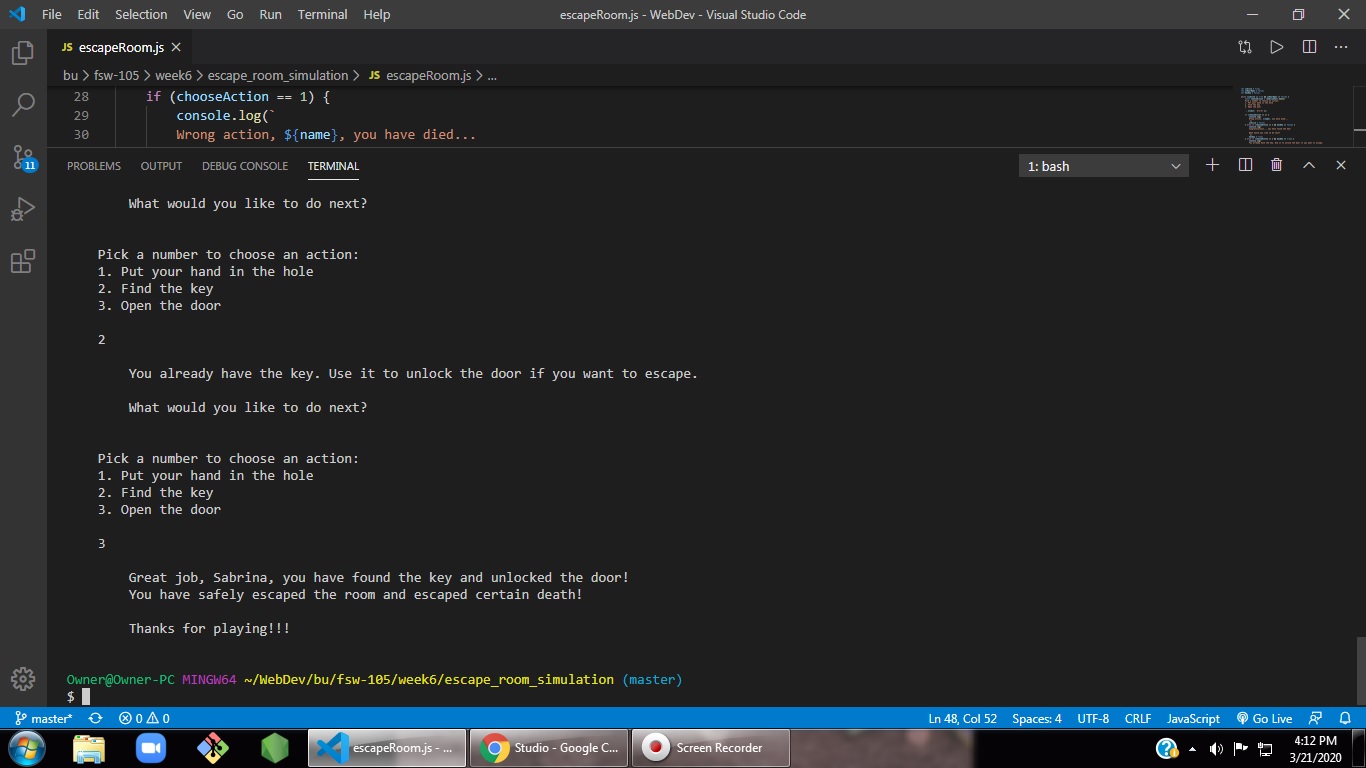 File Edit Selection View Go Run Terminal Help
escapeRoom.js - WebDev - Visual Studio Code
JS escapeRoom.js
bu > fsw-105 > week6 > escape_room_simulation > JS escapeRoom.js > ...
28 if (chooseAction == 1) {
29 console.log(`
30 Wrong action, ${name}, you have died...
PROBLEMS OUTPUT DEBUG CONSOLE TERMINAL
1: bash
11
What would you like to do next?
Pick a number to choose an action:
1. Put your hand in the hole
2. Find the key
3. Open the door
2
You already have the key. Use it to unlock the door if you want to escape.
What would you like to do next?
Pick a number to choose an action:
1. Put your hand in the hole
2. Find the key
3. Open the door
3
Great job, Sabrina, you have found the key and unlocked the door!
You have safely escaped the room and escaped certain death!
Thanks for playing!!!
Owner@Owner-PC MINGW64 ~/WebDev/bu/fsw-105/week6/escape_room_simulation (master)
$
master* 0 0 Ln 48, Col 52 Spaces: 4 UTF-8 CRLF JavaScript Go Live
escapeRoom.js - ... Studio - Google C... Screen Recorder
4:12 PM
3/21/2020